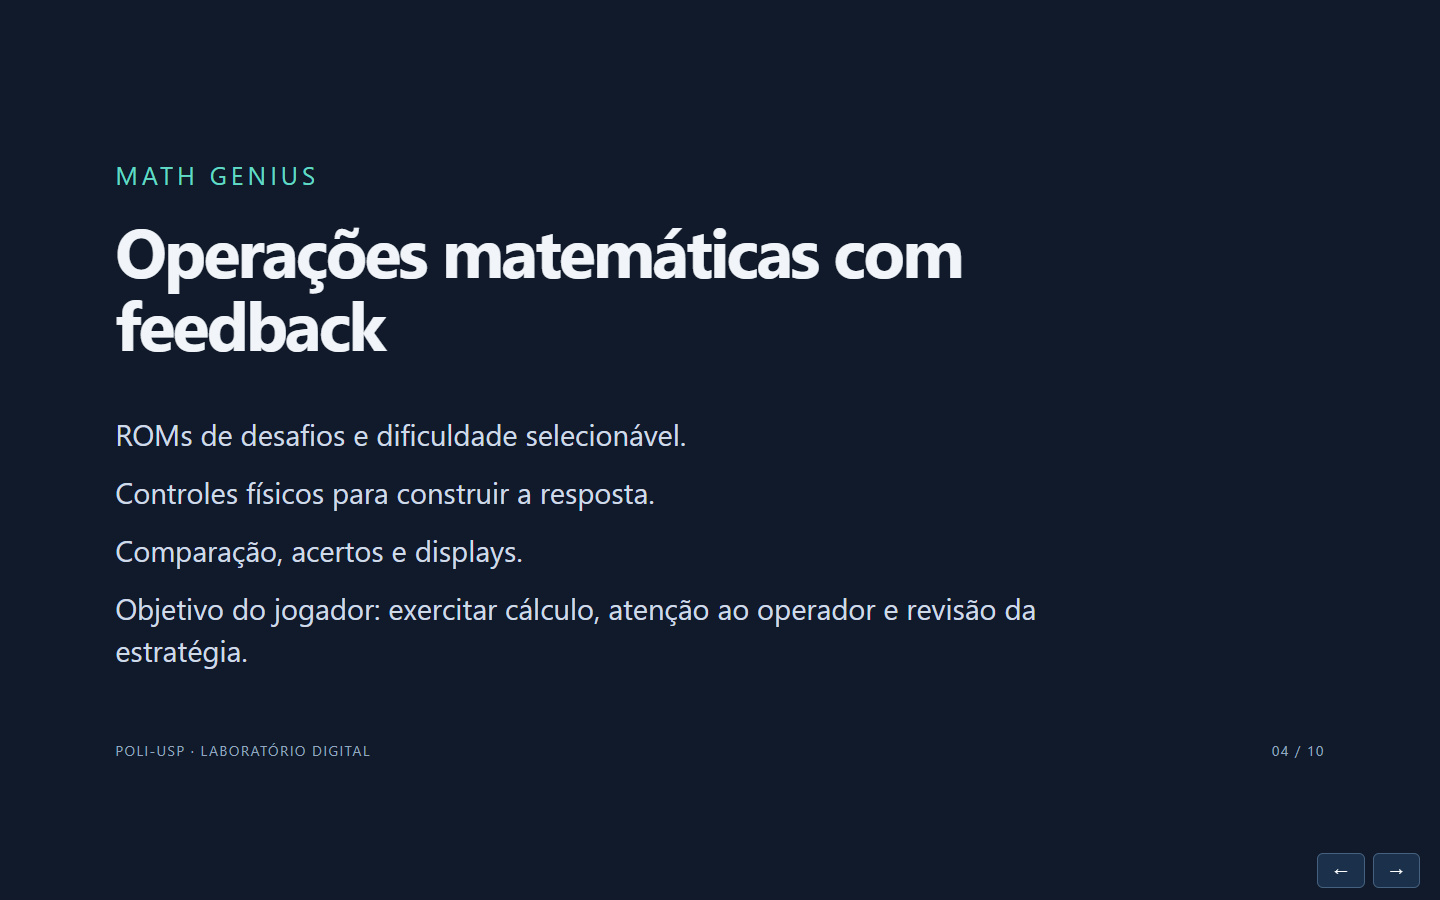 MATH GENIUS
Operações matemáticas com
feedback
ROMs de desafios e dificuldade selecionável.
Controles físicos para construir a resposta.
Comparação, acertos e displays.
Objetivo do jogador: exercitar cálculo, atenção ao operador e revisão da
estratégia.
POLI-USP · LABORATÓRIO DIGITAL
04 / 10
← →